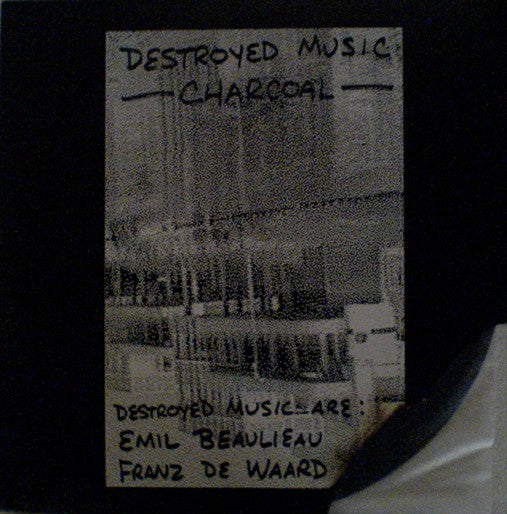 DESTROYED MUSIC
— CHARCOAL —
DESTROYED MUSIC ARE:
EMIL BEAULIEAU
FRANZ DE WAARD